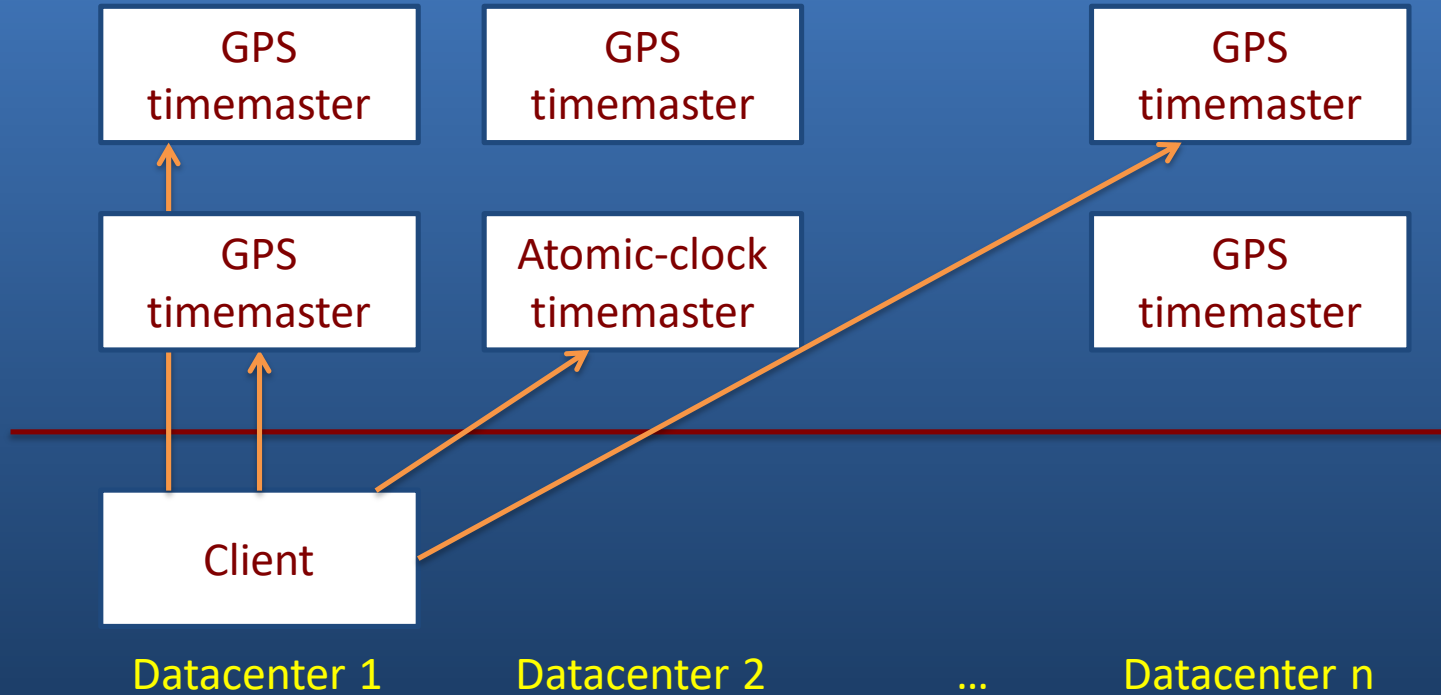 GPS
timemaster
GPS
timemaster
GPS
timemaster
GPS
timemaster
Atomic-clock
timemaster
GPS
timemaster
Client
Datacenter 1
Datacenter 2
...
Datacenter n